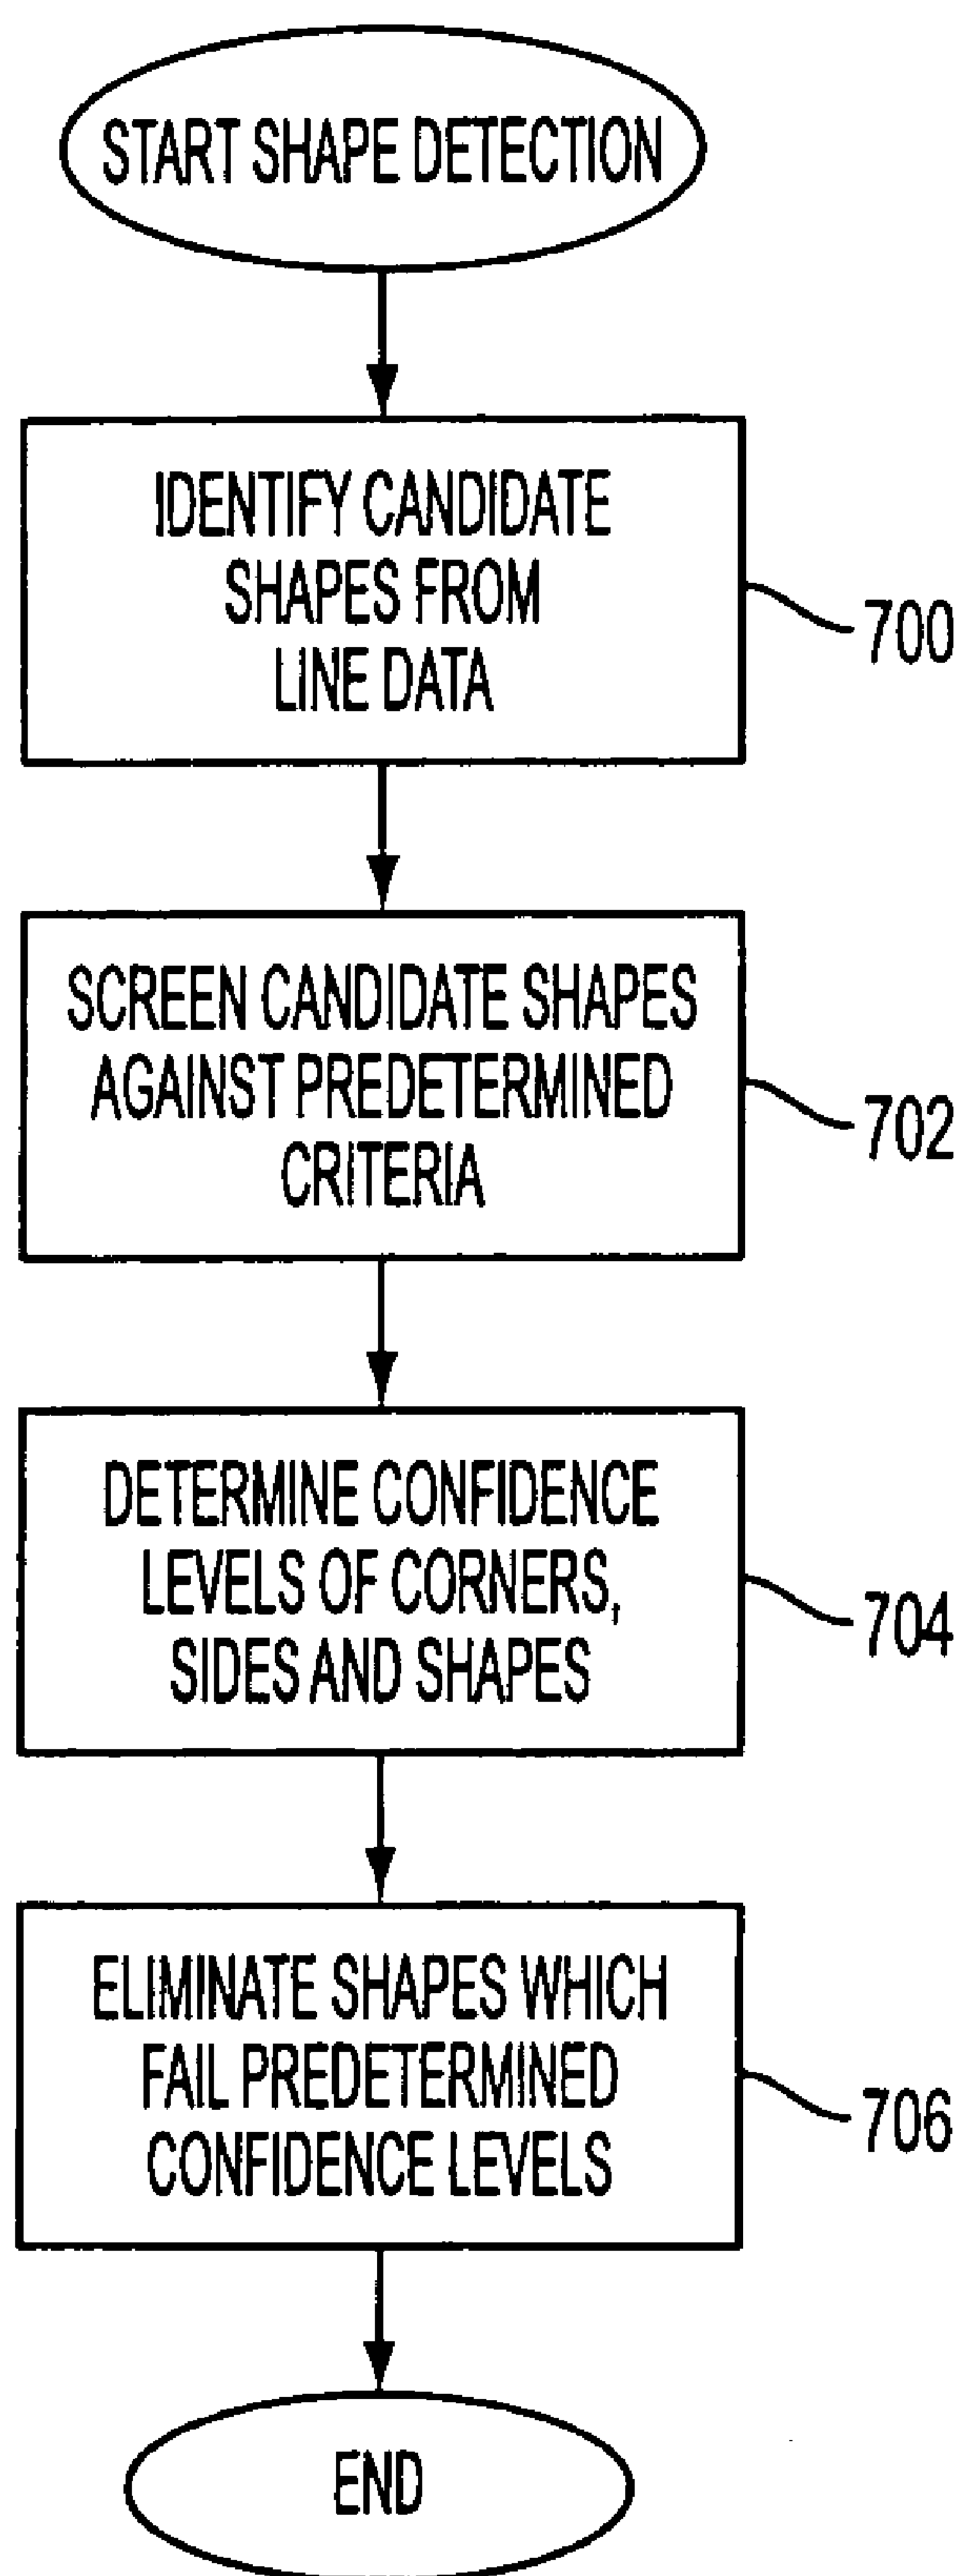 START SHAPE DETECTION
IDENTIFY CANDIDATE
SHAPES FROM
LINE DATA
700
SCREEN CANDIDATE SHAPES
AGAINST PREDETERMINED
CRITERIA
702
DETERMINE CONFIDENCE
LEVELS OF CORNERS,
SIDES AND SHAPES
704
ELIMINATE SHAPES WHICH
FAIL PREDETERMINED
CONFIDENCE LEVELS
706
END